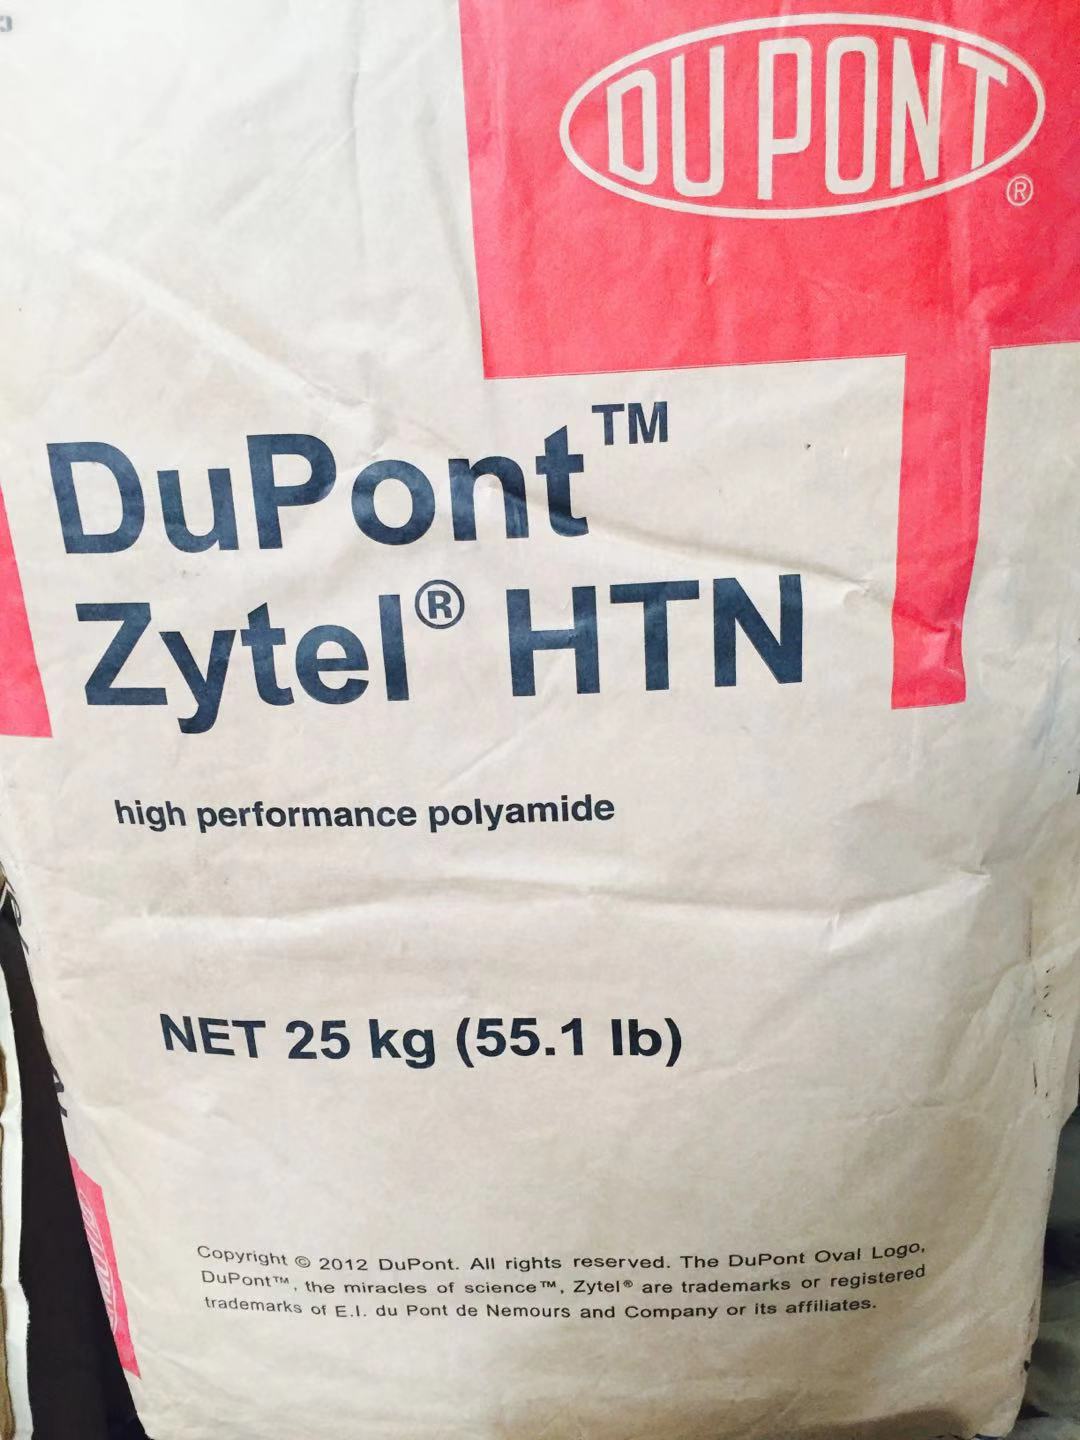 DU PONT®
DuPont™
Zytel® HTN
high performance polyamide
NET 25 kg (55.1 lb)
Copyright © 2012 DuPont. All rights reserved. The DuPont Oval Logo,
DuPont™, the miracles of science™, Zytel® are trademarks or registered
trademarks of E.I. du Pont de Nemours and Company or its affiliates.